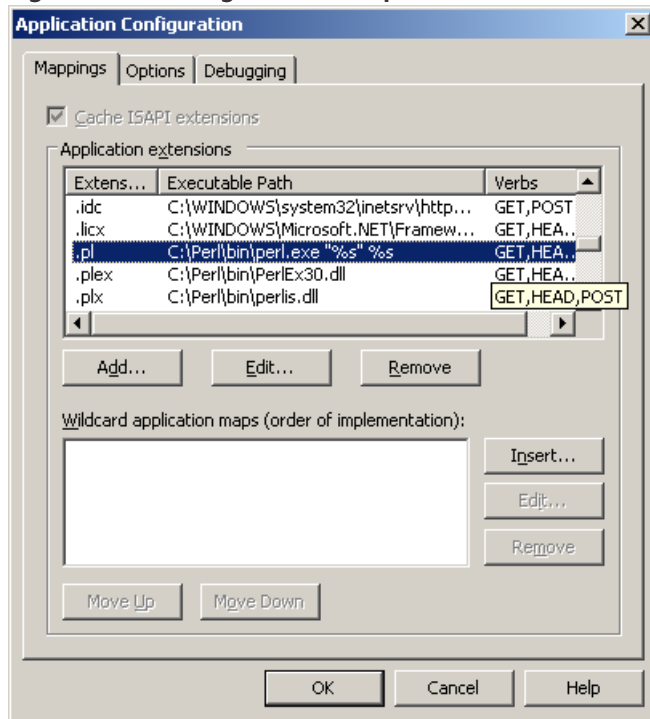 Application Configuration
Mappings Options Debugging
Cache ISAPI extensions
Application extensions
Extens... Executable Path Verbs
.idc C:\WINDOWS\system32\inetsrv\http... GET,POST
.licx C:\WINDOWS\Microsoft.NET\Framew... GET,HEA..
.pl C:\Perl\bin\perl.exe "%s" %s GET,HEA..
.plex C:\Perl\bin\PerlEx30.dll GET,HEA..
.plx C:\Perl\bin\perlis.dll GET,HEAD,POST
Add... Edit... Remove
Wildcard application maps (order of implementation):
Insert...
Edit...
Remove
Move Up Move Down
OK Cancel Help